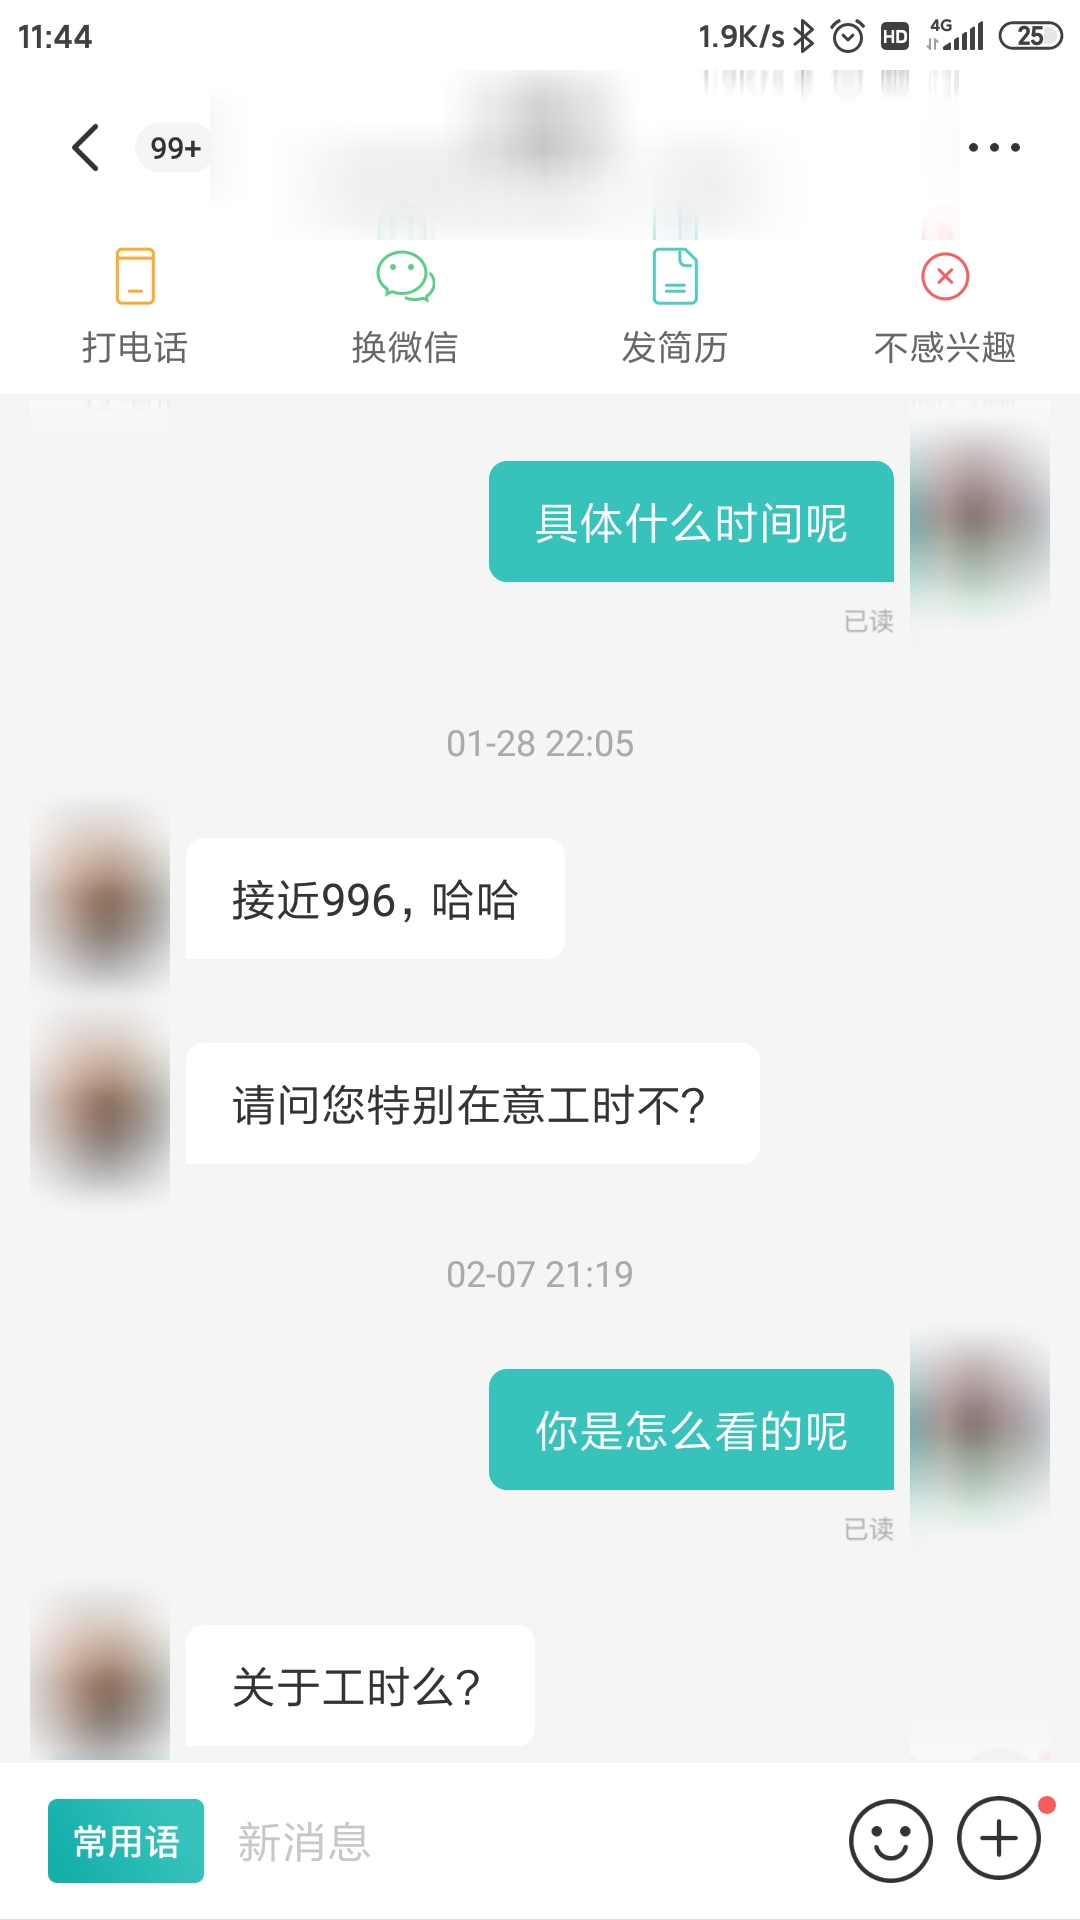 11:44
1.9K/s HD 4G 25
99+
打电话
换微信
发简历
不感兴趣
具体什么时间呢
已读
01-28 22:05
接近996，哈哈
请问您特别在意工时不？
02-07 21:19
你是怎么看的呢
已读
关于工时么？
常用语
新消息